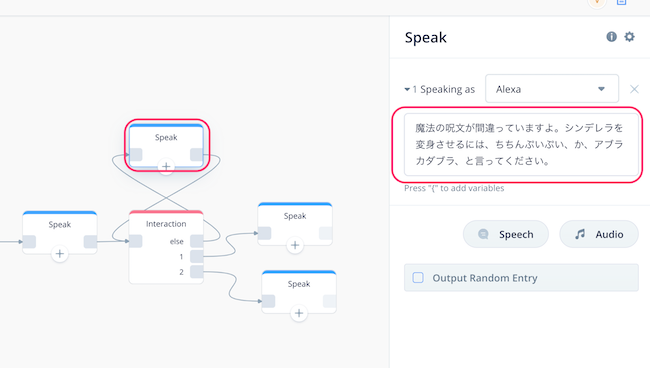 Speak
1 Speaking as
Alexa
魔法の呪文が間違っていますよ。シンデレラを
変身させるには、ちちんぷいぷい、か、アブラ
カダブラ、と言ってください。
Press "{" to add variables
Speech
Audio
Output Random Entry
Speak
Speak
Interaction
else
1
2
Speak
Speak